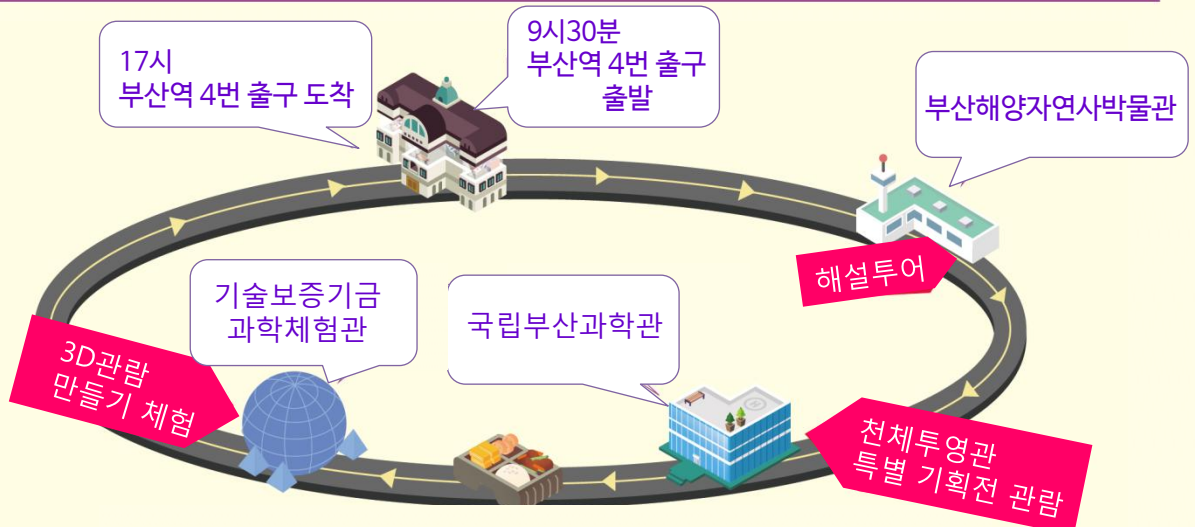 17시
부산역 4번 출구 도착
9시30분
부산역 4번 출구
출발
부산해양자연사박물관
해설투어
기술보증기금
과학체험관
국립부산과학관
3D관람
만들기 체험
천체투영관
특별 기획전 관람